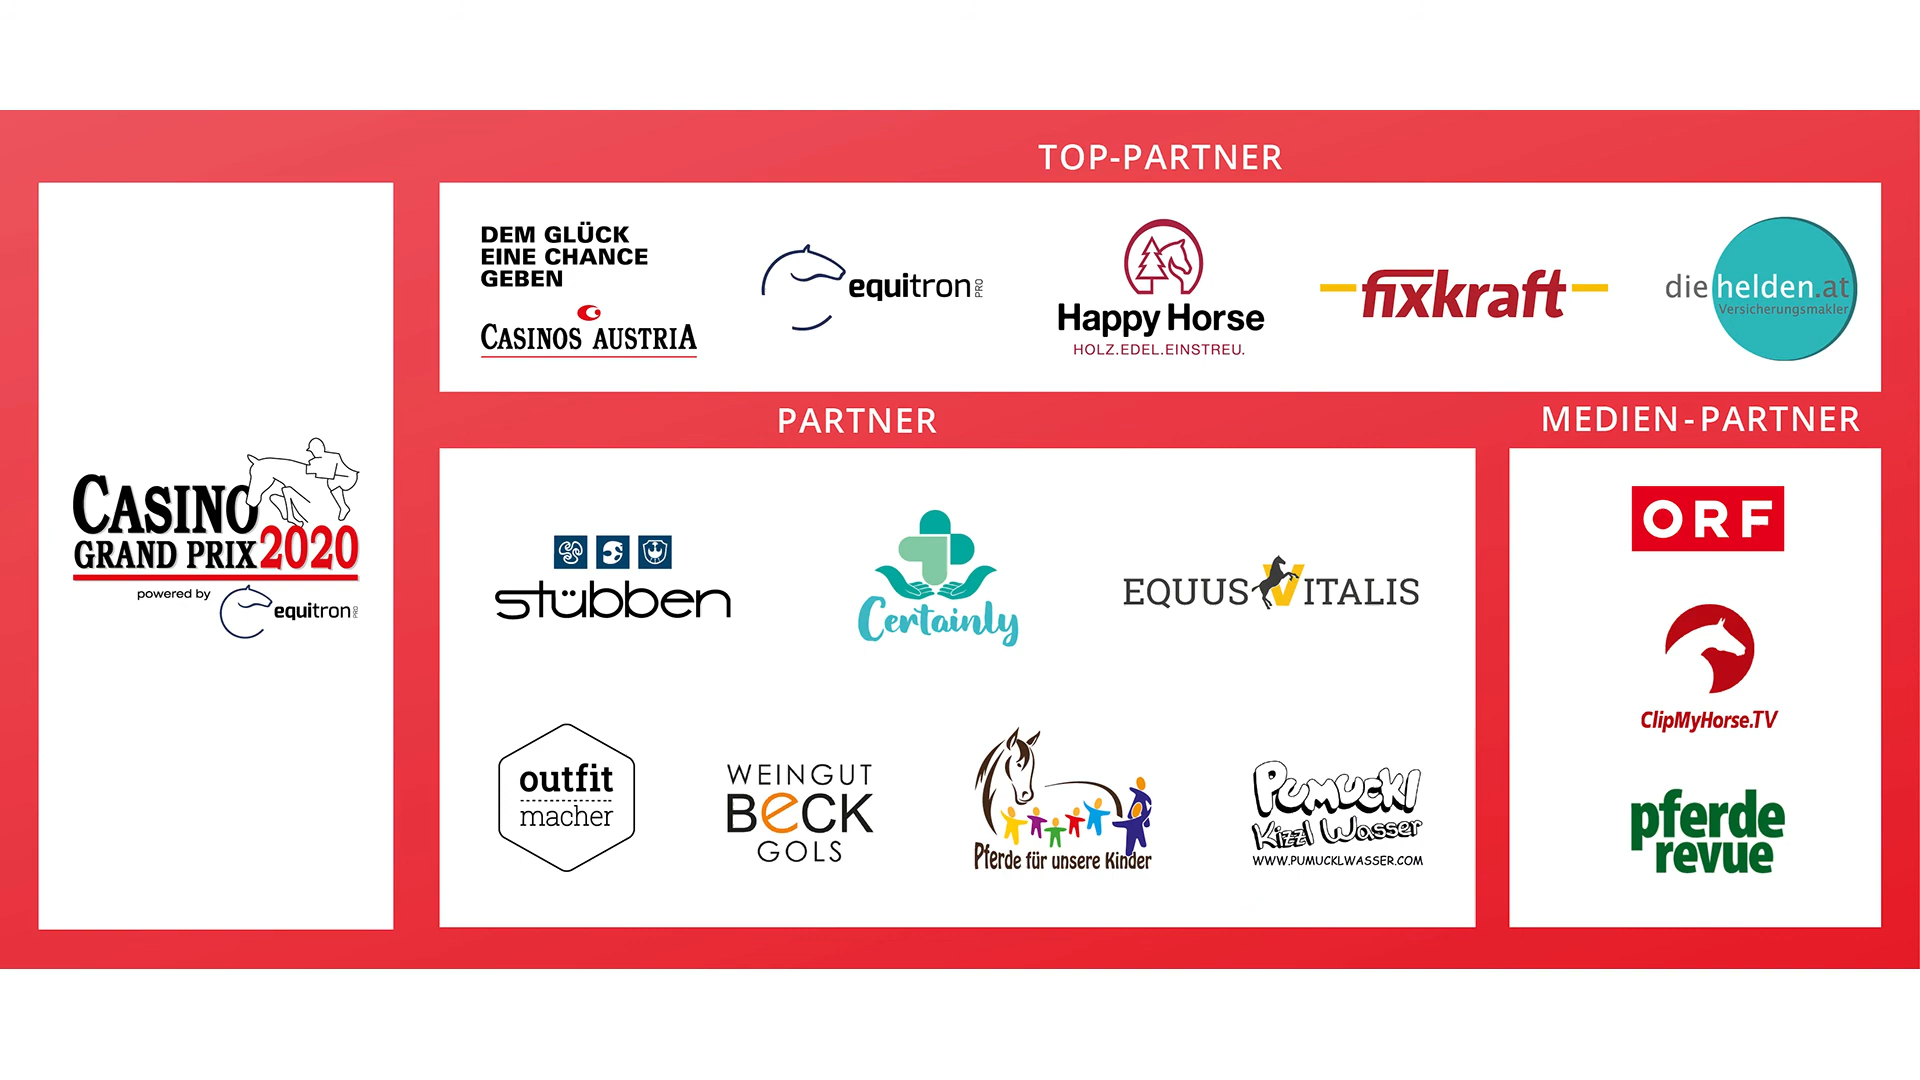 CASINO
GRAND PRIX 2020
powered by equitron PRO
TOP-PARTNER
DEM GLÜCK
EINE CHANCE
GEBEN
CASINOS AUSTRIA
equitron PRO
Happy Horse
HOLZ.EDEL.EINSTREU.
fixkraft
diehelden.at
Versicherungsmakler
PARTNER
stübben
Certainly
EQUUS VITALIS
outfit
macher
WEINGUT
BeCK
GOLS
Pferde für unsere Kinder
PUMUCKL
Kizzl Wasser
WWW.PUMUCKLWASSER.COM
MEDIEN-PARTNER
ORF
ClipMyHorse.TV
pferde
revue